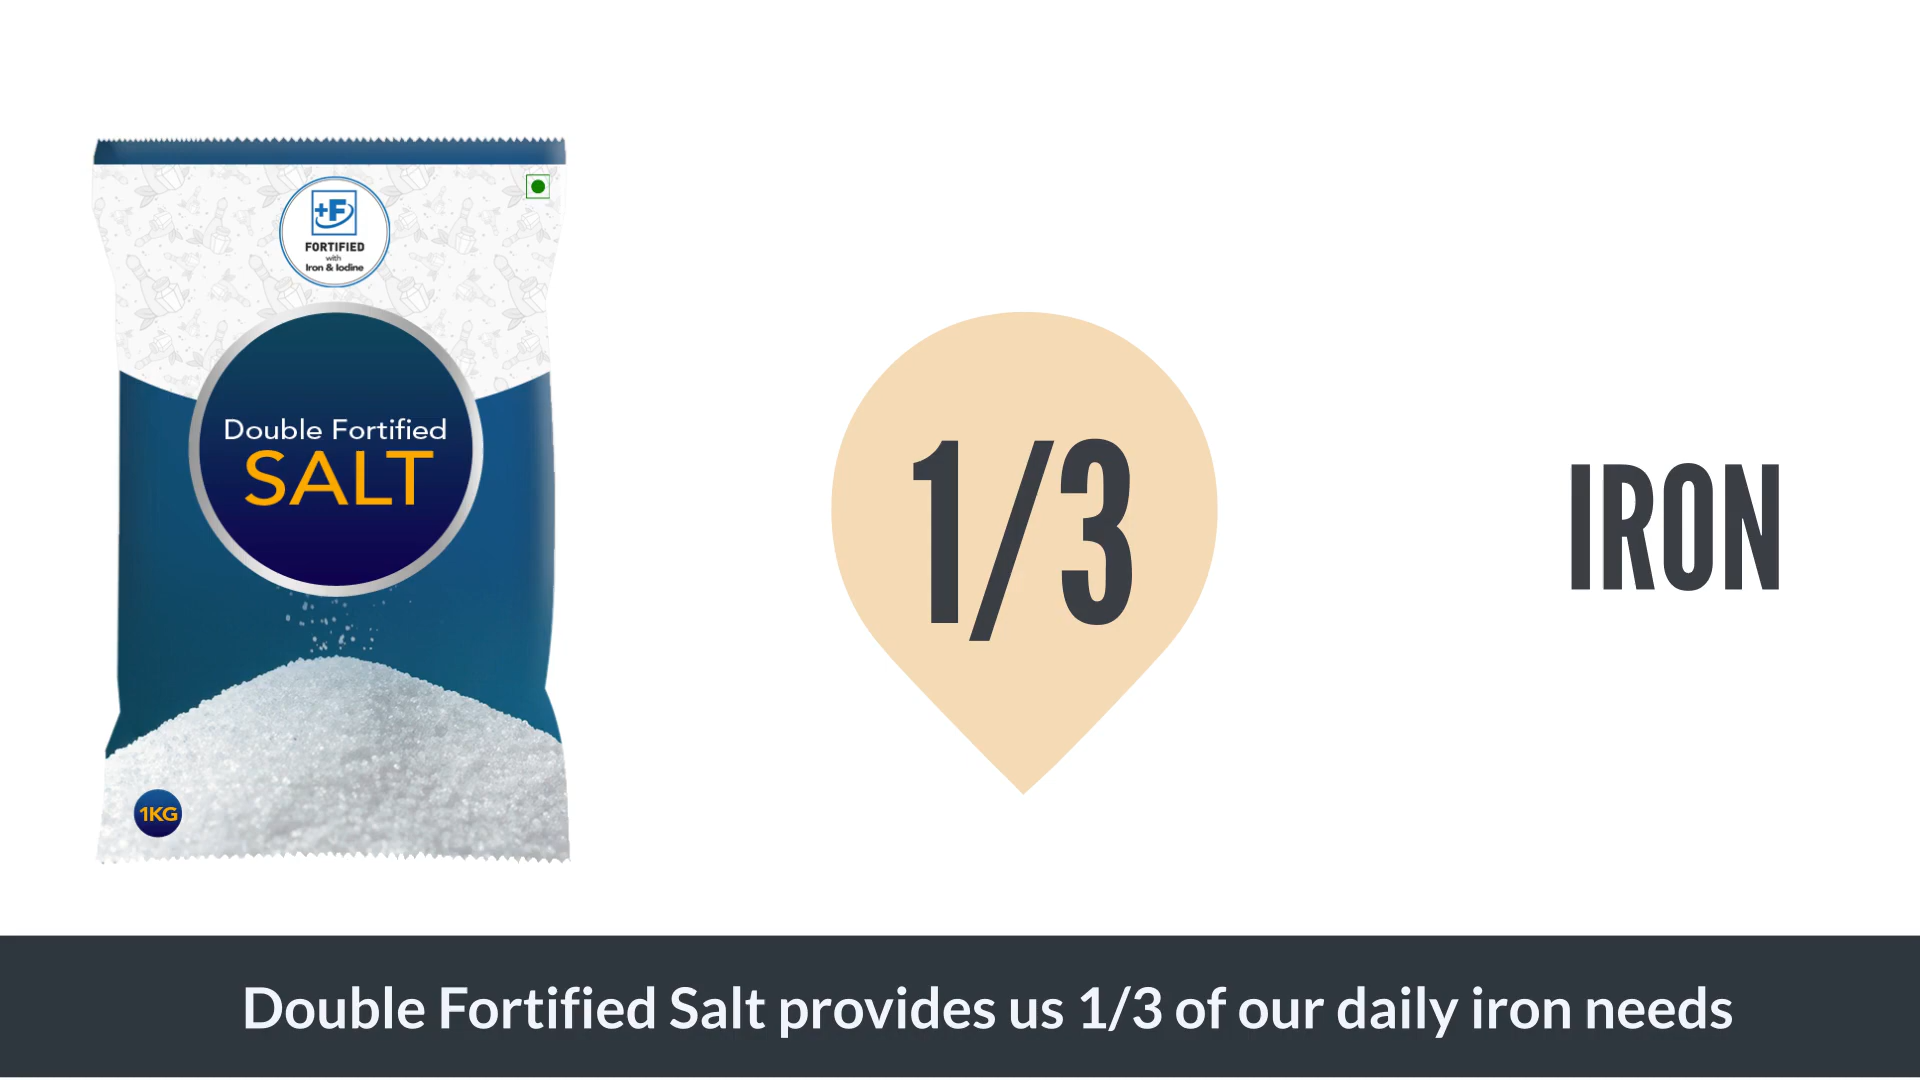 +F
FORTIFIED
with
Iron & Iodine
Double Fortified
SALT
1KG
1/3
IRON
Double Fortified Salt provides us 1/3 of our daily iron needs